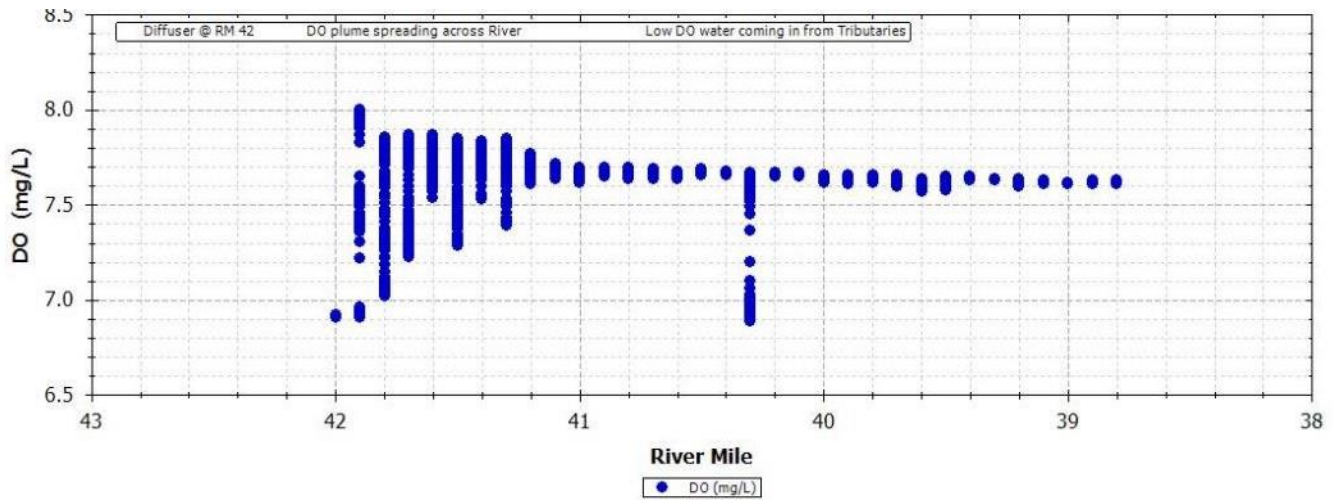 Diffuser @ RM 42 DO plume spreading across River Low DO water coming in from Tributaries
8.5
8.0
7.5
7.0
6.5
DO (mg/L)
43 42 41 40 39 38
River Mile
DO (mg/L)